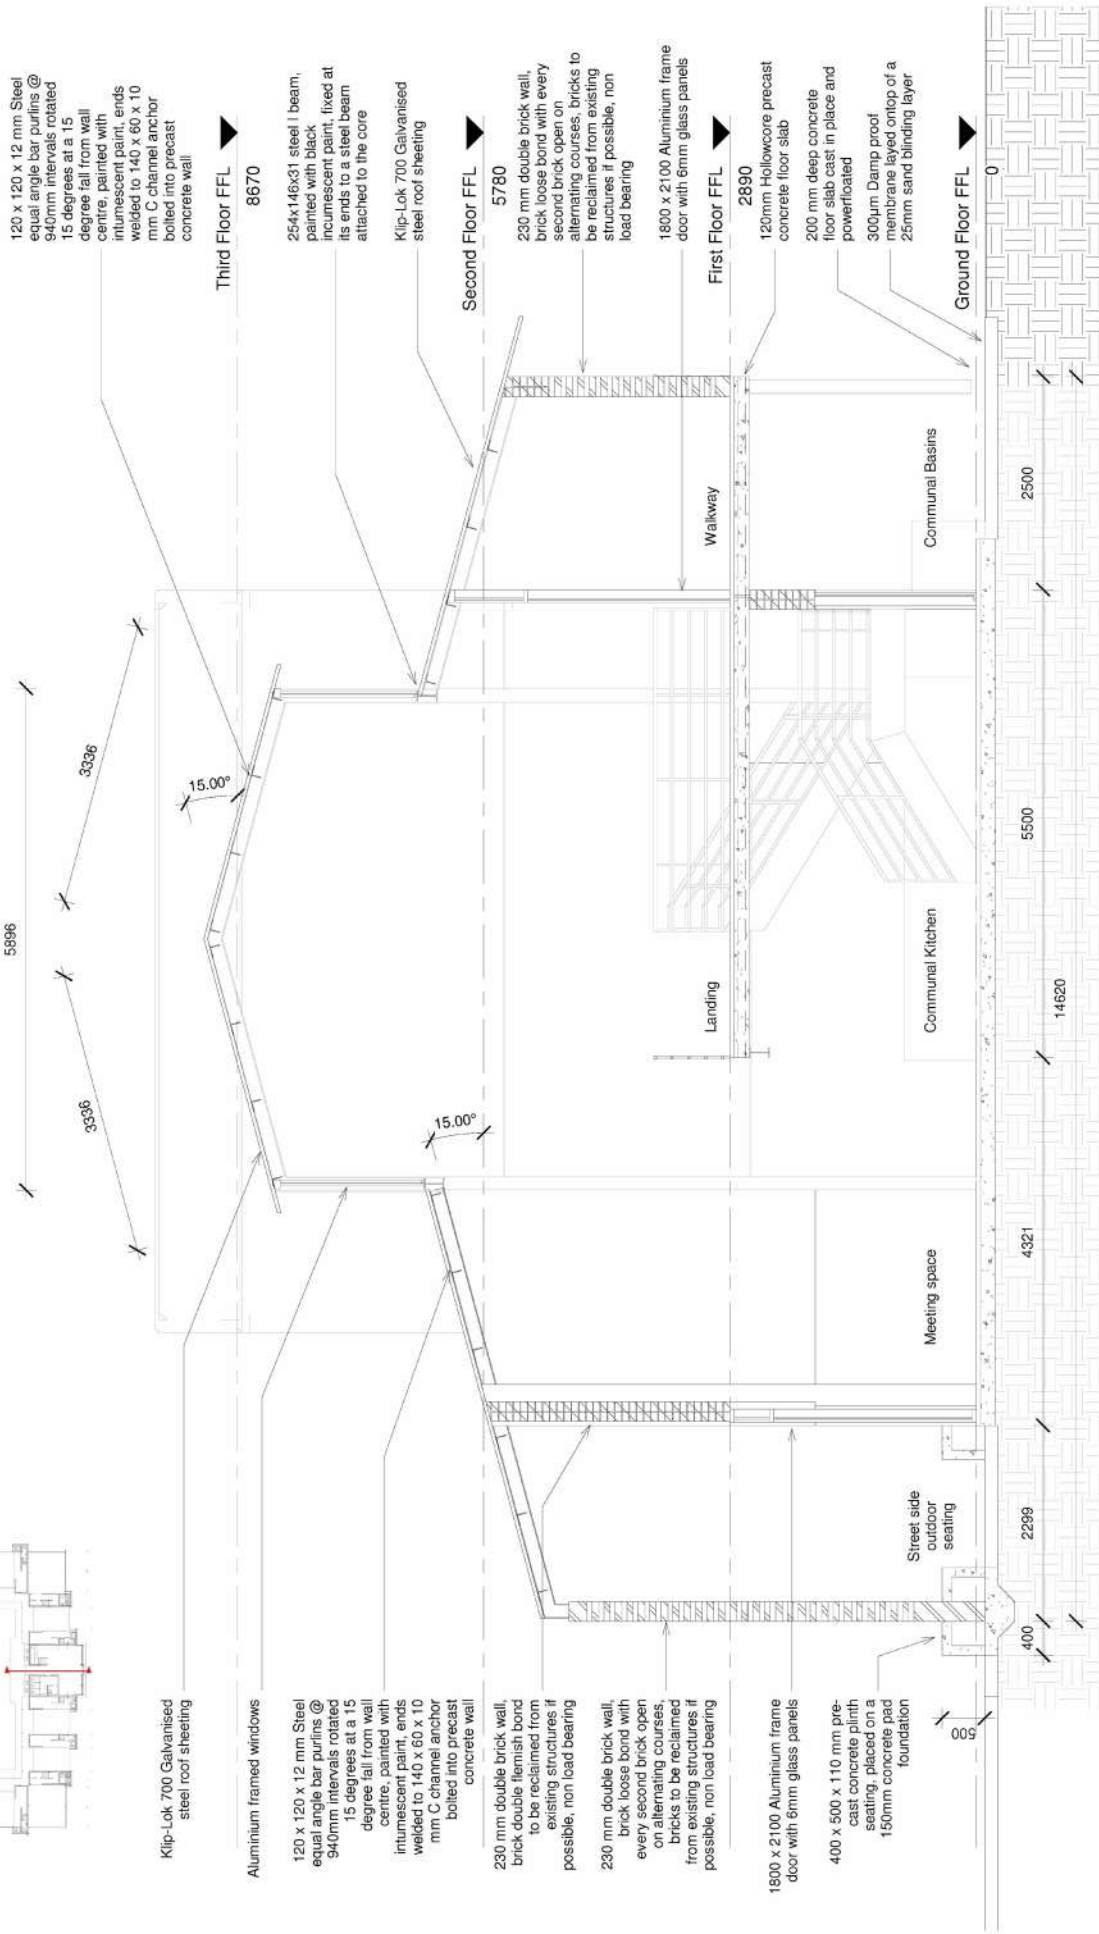 Klip-Lok 700 Galvanised
steel roof sheeting
Aluminium framed windows
120 x 120 x 12 mm Steel
equal angle bar purlins @
940mm intervals rotated
15 degrees at a 15
degree fall from wall
centre, painted with
intumescent paint, ends
welded to 140 x 60 x 10
mm C channel anchor
bolted into precast
concrete wall
230 mm double brick wall,
brick double flemish bond
to be reclaimed from
existing structures if
possible, non load bearing
230 mm double brick wall,
brick loose bond with
every second brick open
on alternating courses,
bricks to be reclaimed
from existing structures if
possible, non load bearing
1800 x 2100 Aluminium frame
door with 6mm glass panels
400 x 500 x 110 mm pre-
cast concrete plinth
seating, placed on a
150mm concrete pad
foundation
5896
3336
3336
15.00°
15.00°
Landing
Walkway
Street side
outdoor
seating
Meeting space
Communal Kitchen
Communal Basins
500
400
2299
4321
5500
2500
14620
120 x 120 x 12 mm Steel
equal angle bar purlins @
940mm intervals rotated
15 degrees at a 15
degree fall from wall
centre, painted with
intumescent paint, ends
welded to 140 x 60 x 10
mm C channel anchor
bolted into precast
concrete wall
Third Floor FFL
8670
254x146x31 steel I beam,
painted with black
incumescent paint, fixed at
its ends to a steel beam
attached to the core
Klip-Lok 700 Galvanised
steel roof sheeting
Second Floor FFL
5780
230 mm double brick wall,
brick loose bond with every
second brick open on
alternating courses, bricks to
be reclaimed from existing
structures if possible, non
load bearing
1800 x 2100 Aluminium frame
door with 6mm glass panels
First Floor FFL
2890
120mm Hollowcore precast
concrete floor slab
200 mm deep concrete
floor slab cast in place and
powerfloated
300µm Damp proof
membrane layed ontop of a
25mm sand blinding layer
Ground Floor FFL
0